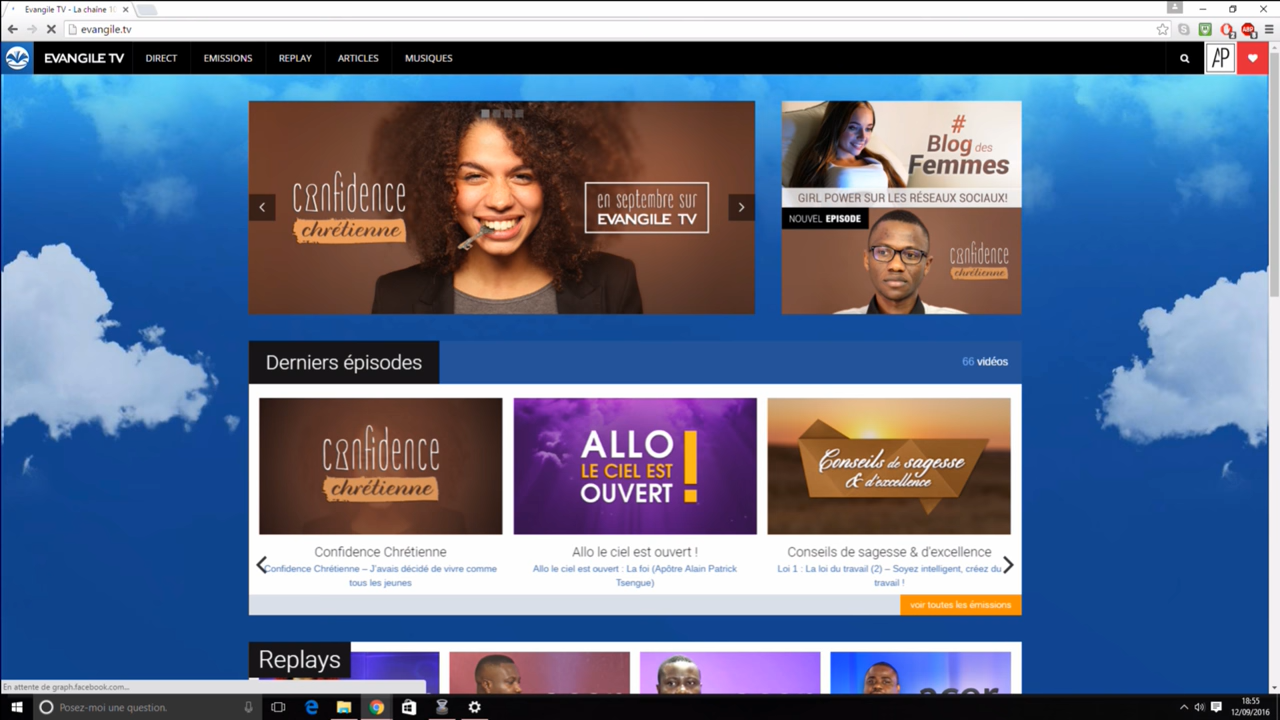 Evangile TV - La chaine 1
evangile.tv
EVANGILE TV
DIRECT
EMISSIONS
REPLAY
ARTICLES
MUSIQUES
AP
confidence
chrétienne
en septembre sur
EVANGILE TV
#
Blog des
Femmes
GIRL POWER SUR LES RÉSEAUX SOCIAUX!
NOUVEL EPISODE
confidence
chrétienne
Derniers épisodes
66 vidéos
confidence
chrétienne
ALLO
LE CIEL EST
OUVERT !
Conseils de sagesse
& d'excellence
Confidence Chrétienne
Confidence Chrétienne – J'avais décidé de vivre comme
tous les jeunes
Allo le ciel est ouvert !
Allo le ciel est ouvert : La foi (Apôtre Alain Patrick
Tsengue)
Conseils de sagesse & d'excellence
Loi 1 : La loi du travail (2) – Soyez intelligent, créez du
travail !
voir toutes les émissions
Replays
En attente de graph.facebook.com...
Posez-moi une question.
18:55
12/09/2016